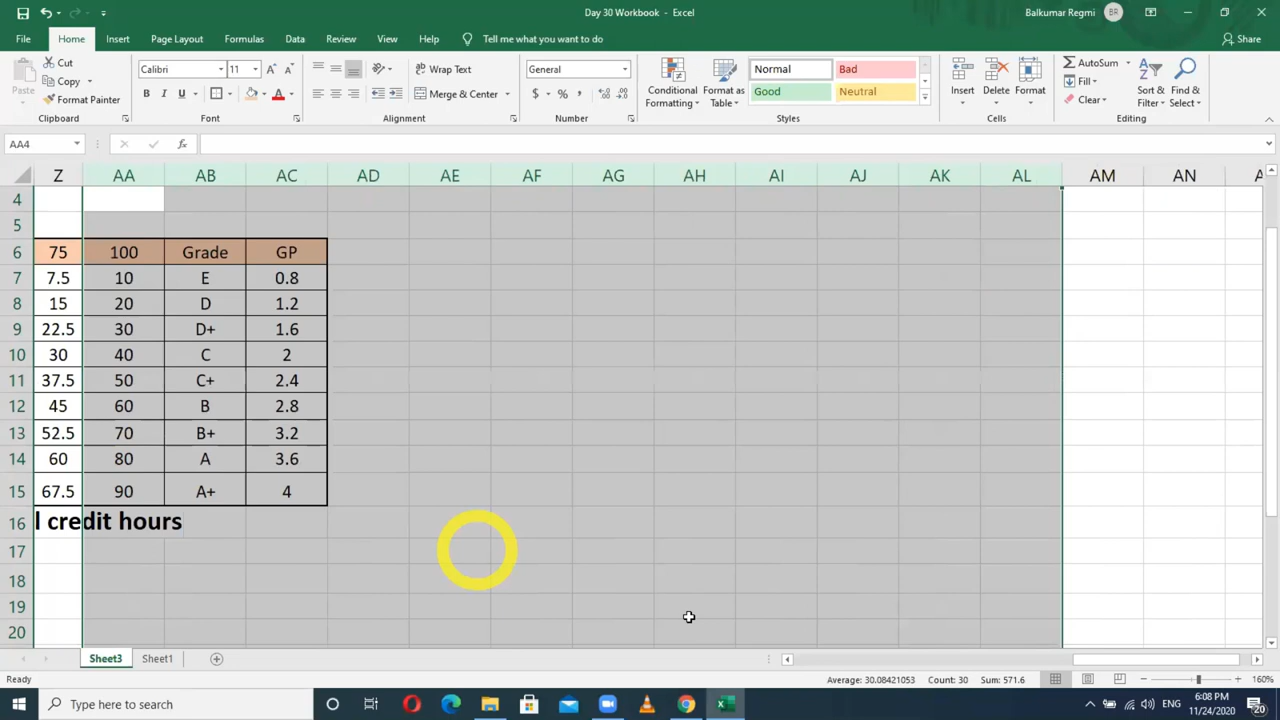 Day 30 Workbook - Excel
Balkumar Regmi
BR
File
Home
Insert
Page Layout
Formulas
Data
Review
View
Help
Tell me what you want to do
Share
Paste
Cut
Copy
Format Painter
Clipboard
Calibri
11
B I U
Font
Wrap Text
Merge & Center
Alignment
General
$ % ,
Number
Conditional Formatting
Format as Table
Normal
Bad
Good
Neutral
Styles
Insert
Delete
Format
Cells
AutoSum
Fill
Clear
Sort & Filter
Find & Select
Editing
AA4
fx
Z AA AB AC AD AE AF AG AH AI AJ AK AL AM AN
4
5
6 75 100 Grade GP
7 7.5 10 E 0.8
8 15 20 D 1.2
9 22.5 30 D+ 1.6
10 30 40 C 2
11 37.5 50 C+ 2.4
12 45 60 B 2.8
13 52.5 70 B+ 3.2
14 60 80 A 3.6
15 67.5 90 A+ 4
16 l credit hours
17
18
19
20
Sheet3
Sheet1
Ready
Average: 30.08421053 Count: 30 Sum: 571.6
160%
Type here to search
ENG
6:08 PM
11/24/2020
20